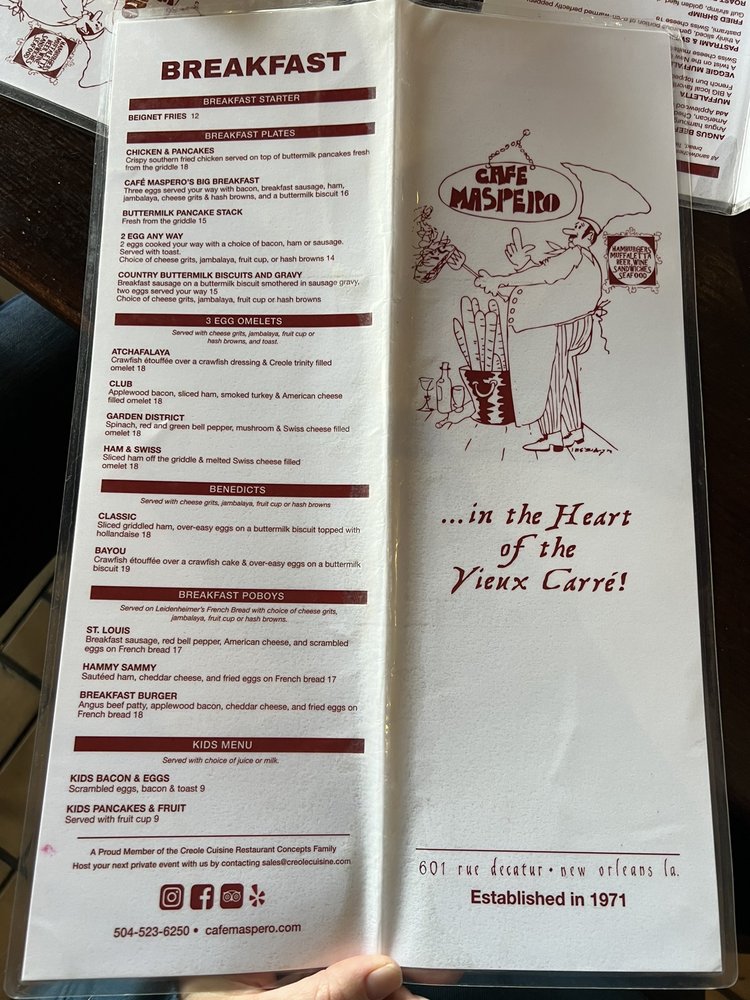 BREAKFAST
BREAKFAST STARTER
BEIGNET FRIES 12
BREAKFAST PLATES
CHICKEN & PANCAKES
Crispy southern fried chicken served on top of buttermilk pancakes fresh
from the griddle 18
CAFÉ MASPERO'S BIG BREAKFAST
Three eggs served your way with bacon, breakfast sausage, ham,
jambalaya, cheese grits & hash browns, and a buttermilk biscuit 16
BUTTERMILK PANCAKE STACK
Fresh from the griddle 15
2 EGG ANY WAY
2 eggs cooked your way with a choice of bacon, ham or sausage.
Served with toast.
Choice of cheese grits, jambalaya, fruit cup, or hash browns 14
COUNTRY BUTTERMILK BISCUITS AND GRAVY
Breakfast sausage on a buttermilk biscuit smothered in sausage gravy,
two eggs served your way 15
Choice of cheese grits, jambalaya, fruit cup or hash browns
3 EGG OMELETS
Served with cheese grits, jambalaya, fruit cup or
hash browns, and toast.
ATCHAFALAYA
Crawfish étouffée over a crawfish dressing & Creole trinity filled
omelet 18
CLUB
Applewood bacon, sliced ham, smoked turkey & American cheese
filled omelet 18
GARDEN DISTRICT
Spinach, red and green bell pepper, mushroom & Swiss cheese filled
omelet 18
HAM & SWISS
Sliced ham off the griddle & melted Swiss cheese filled
omelet 18
BENEDICTS
Served with cheese grits, jambalaya, fruit cup or hash browns
CLASSIC
Sliced griddled ham, over-easy eggs on a buttermilk biscuit topped with
hollandaise 18
BAYOU
Crawfish étouffée over a crawfish cake & over-easy eggs on a buttermilk
biscuit 19
BREAKFAST POBOYS
Served on Leidenheimer's French Bread with choice of cheese grits,
jambalaya, fruit cup or hash browns.
ST. LOUIS
Breakfast sausage, red bell pepper, American cheese, and scrambled
eggs on French bread 17
HAMMY SAMMY
Sautéed ham, cheddar cheese, and fried eggs on French bread 17
BREAKFAST BURGER
Angus beef patty, applewood bacon, cheddar cheese, and fried eggs on
French bread 18
KIDS MENU
Served with choice of juice or milk.
KIDS BACON & EGGS
Scrambled eggs, bacon & toast 9
KIDS PANCAKES & FRUIT
Served with fruit cup 9
A Proud Member of the Creole Cuisine Restaurant Concepts Family
Host your next private event with us by contacting sales@creolecuisine.com
504-523-6250 • cafemaspero.com
CAFE
MASPERO
HAMBURGERS
MUFFALETTA
BEER, WINE
SANDWICHES
SEAFOOD
...in the Heart
of the
Vieux Carré!
601 rue decatur • new orleans la.
Established in 1971
FRIED SHRIMP
PASTRAMI & SW
VEGGIE MUFFAL
A twist on the New
MUFFALETTA
A BIG local favorit
ANGUS BEEF